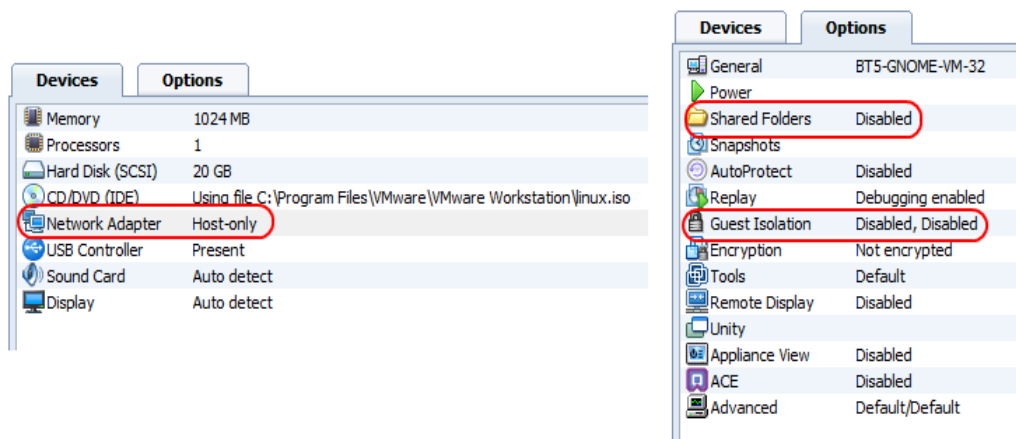 Devices Options
Memory 1024 MB
Processors 1
Hard Disk (SCSI) 20 GB
CD/DVD (IDE) Using file C:\Program Files\VMware\VMware Workstation\linux.iso
Network Adapter Host-only
USB Controller Present
Sound Card Auto detect
Display Auto detect
Devices Options
General BT5-GNOME-VM-32
Power
Shared Folders Disabled
Snapshots
AutoProtect Disabled
Replay Debugging enabled
Guest Isolation Disabled, Disabled
Encryption Not encrypted
Tools Default
Remote Display Disabled
Unity
Appliance View Disabled
ACE Disabled
Advanced Default/Default